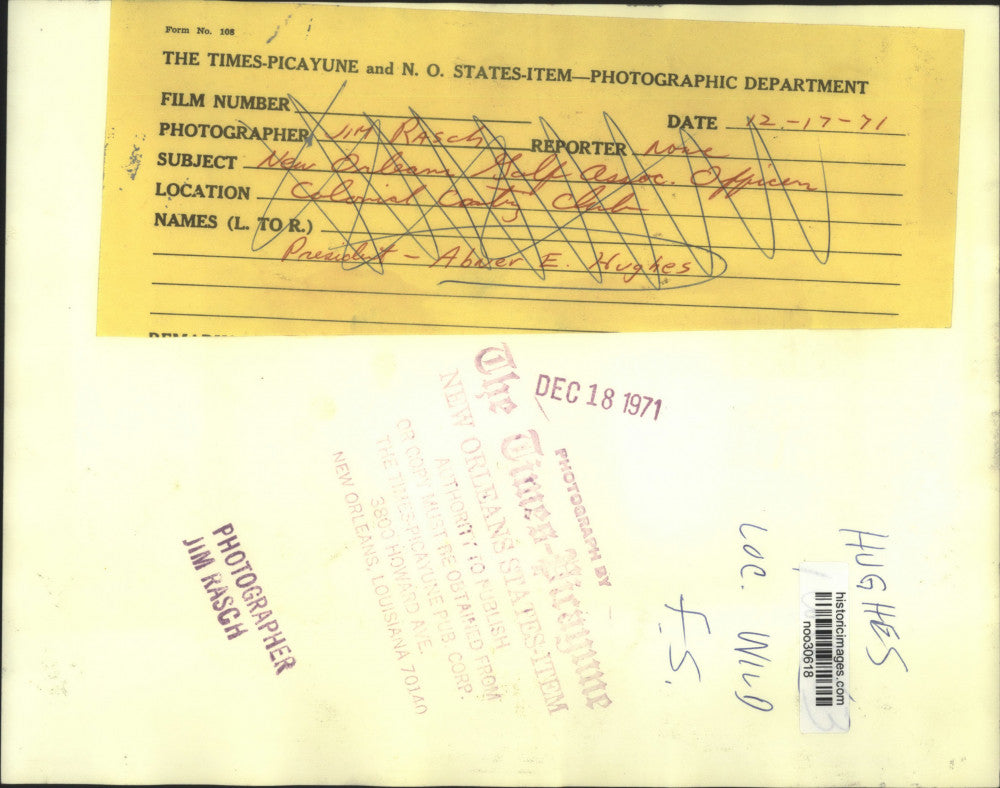 Form No. 108
THE TIMES-PICAYUNE and N. O. STATES-ITEM—PHOTOGRAPHIC DEPARTMENT
FILM NUMBER
DATE 12-17-71
PHOTOGRAPHER JIM RASCH REPORTER None
SUBJECT New Orleans Golf Assoc. Officers
LOCATION Colonial Country Club
NAMES (L. TO R.)
President - Abner E. Hughes
DEC 18 1971
PHOTOGRAPH BY
The Times-Picayune
NEW ORLEANS STATES-ITEM
AUTHORITY TO PUBLISH
OR COPY MUST BE OBTAINED FROM
THE TIMES-PICAYUNE PUB. CORP.
3800 HOWARD AVE.
NEW ORLEANS, LOUISIANA 70140
PHOTOGRAPHER
JIM RASCH
HUGHES
LOC. WILD
F.S.
historicimages.com
noo30618